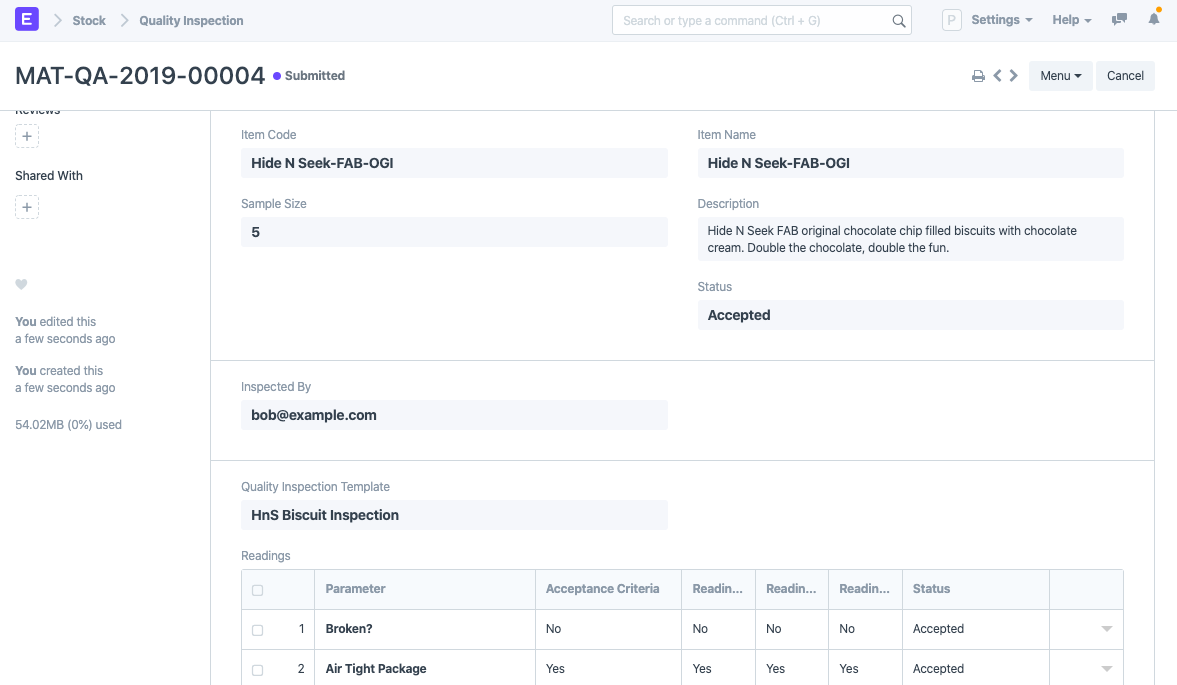 E Stock Quality Inspection Search or type a command (Ctrl + G) P Settings Help
MAT-QA-2019-00004 Submitted Menu Cancel
Reviews
+
Shared With
+
You edited this
a few seconds ago
You created this
a few seconds ago
54.02MB (0%) used
Item Code
Hide N Seek-FAB-OGI
Item Name
Hide N Seek-FAB-OGI
Sample Size
5
Description
Hide N Seek FAB original chocolate chip filled biscuits with chocolate
cream. Double the chocolate, double the fun.
Status
Accepted
Inspected By
bob@example.com
Quality Inspection Template
HnS Biscuit Inspection
Readings
Parameter Acceptance Criteria Readin... Readin... Readin... Status
1 Broken? No No No No Accepted
2 Air Tight Package Yes Yes Yes Yes Accepted